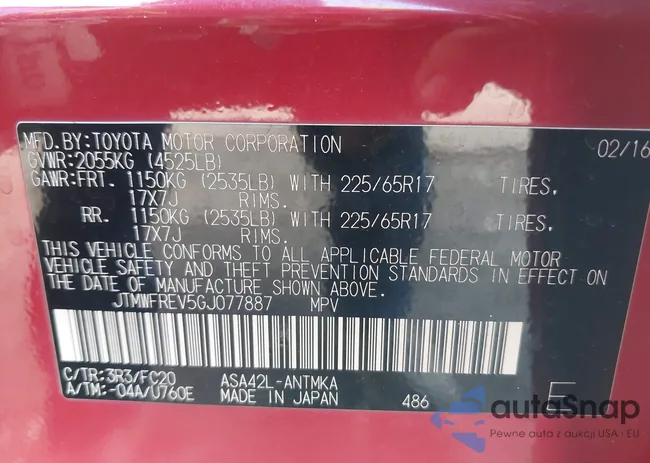 MFD.BY:TOYOTA MOTOR CORPORATION 02/16
GVWR:2055KG (4525LB)
GAWR:FRT. 1150KG (2535LB) WITH 225/65R17 TIRES,
17X7J RIMS.
RR. 1150KG (2535LB) WITH 225/65R17 TIRES,
17X7J RIMS.
THIS VEHICLE CONFORMS TO ALL APPLICABLE FEDERAL MOTOR
VEHICLE SAFETY AND THEFT PREVENTION STANDARDS IN EFFECT ON
THE DATE OF MANUFACTURE SHOWN ABOVE.
JTMWFREV5GJ077887 MPV
C/TR:3R3/FC20 ASA42L-ANTMKA
A/TM:-04A/U760E MADE IN JAPAN 486 E
autoSnap
Pewne auta z aukcji USA · EU